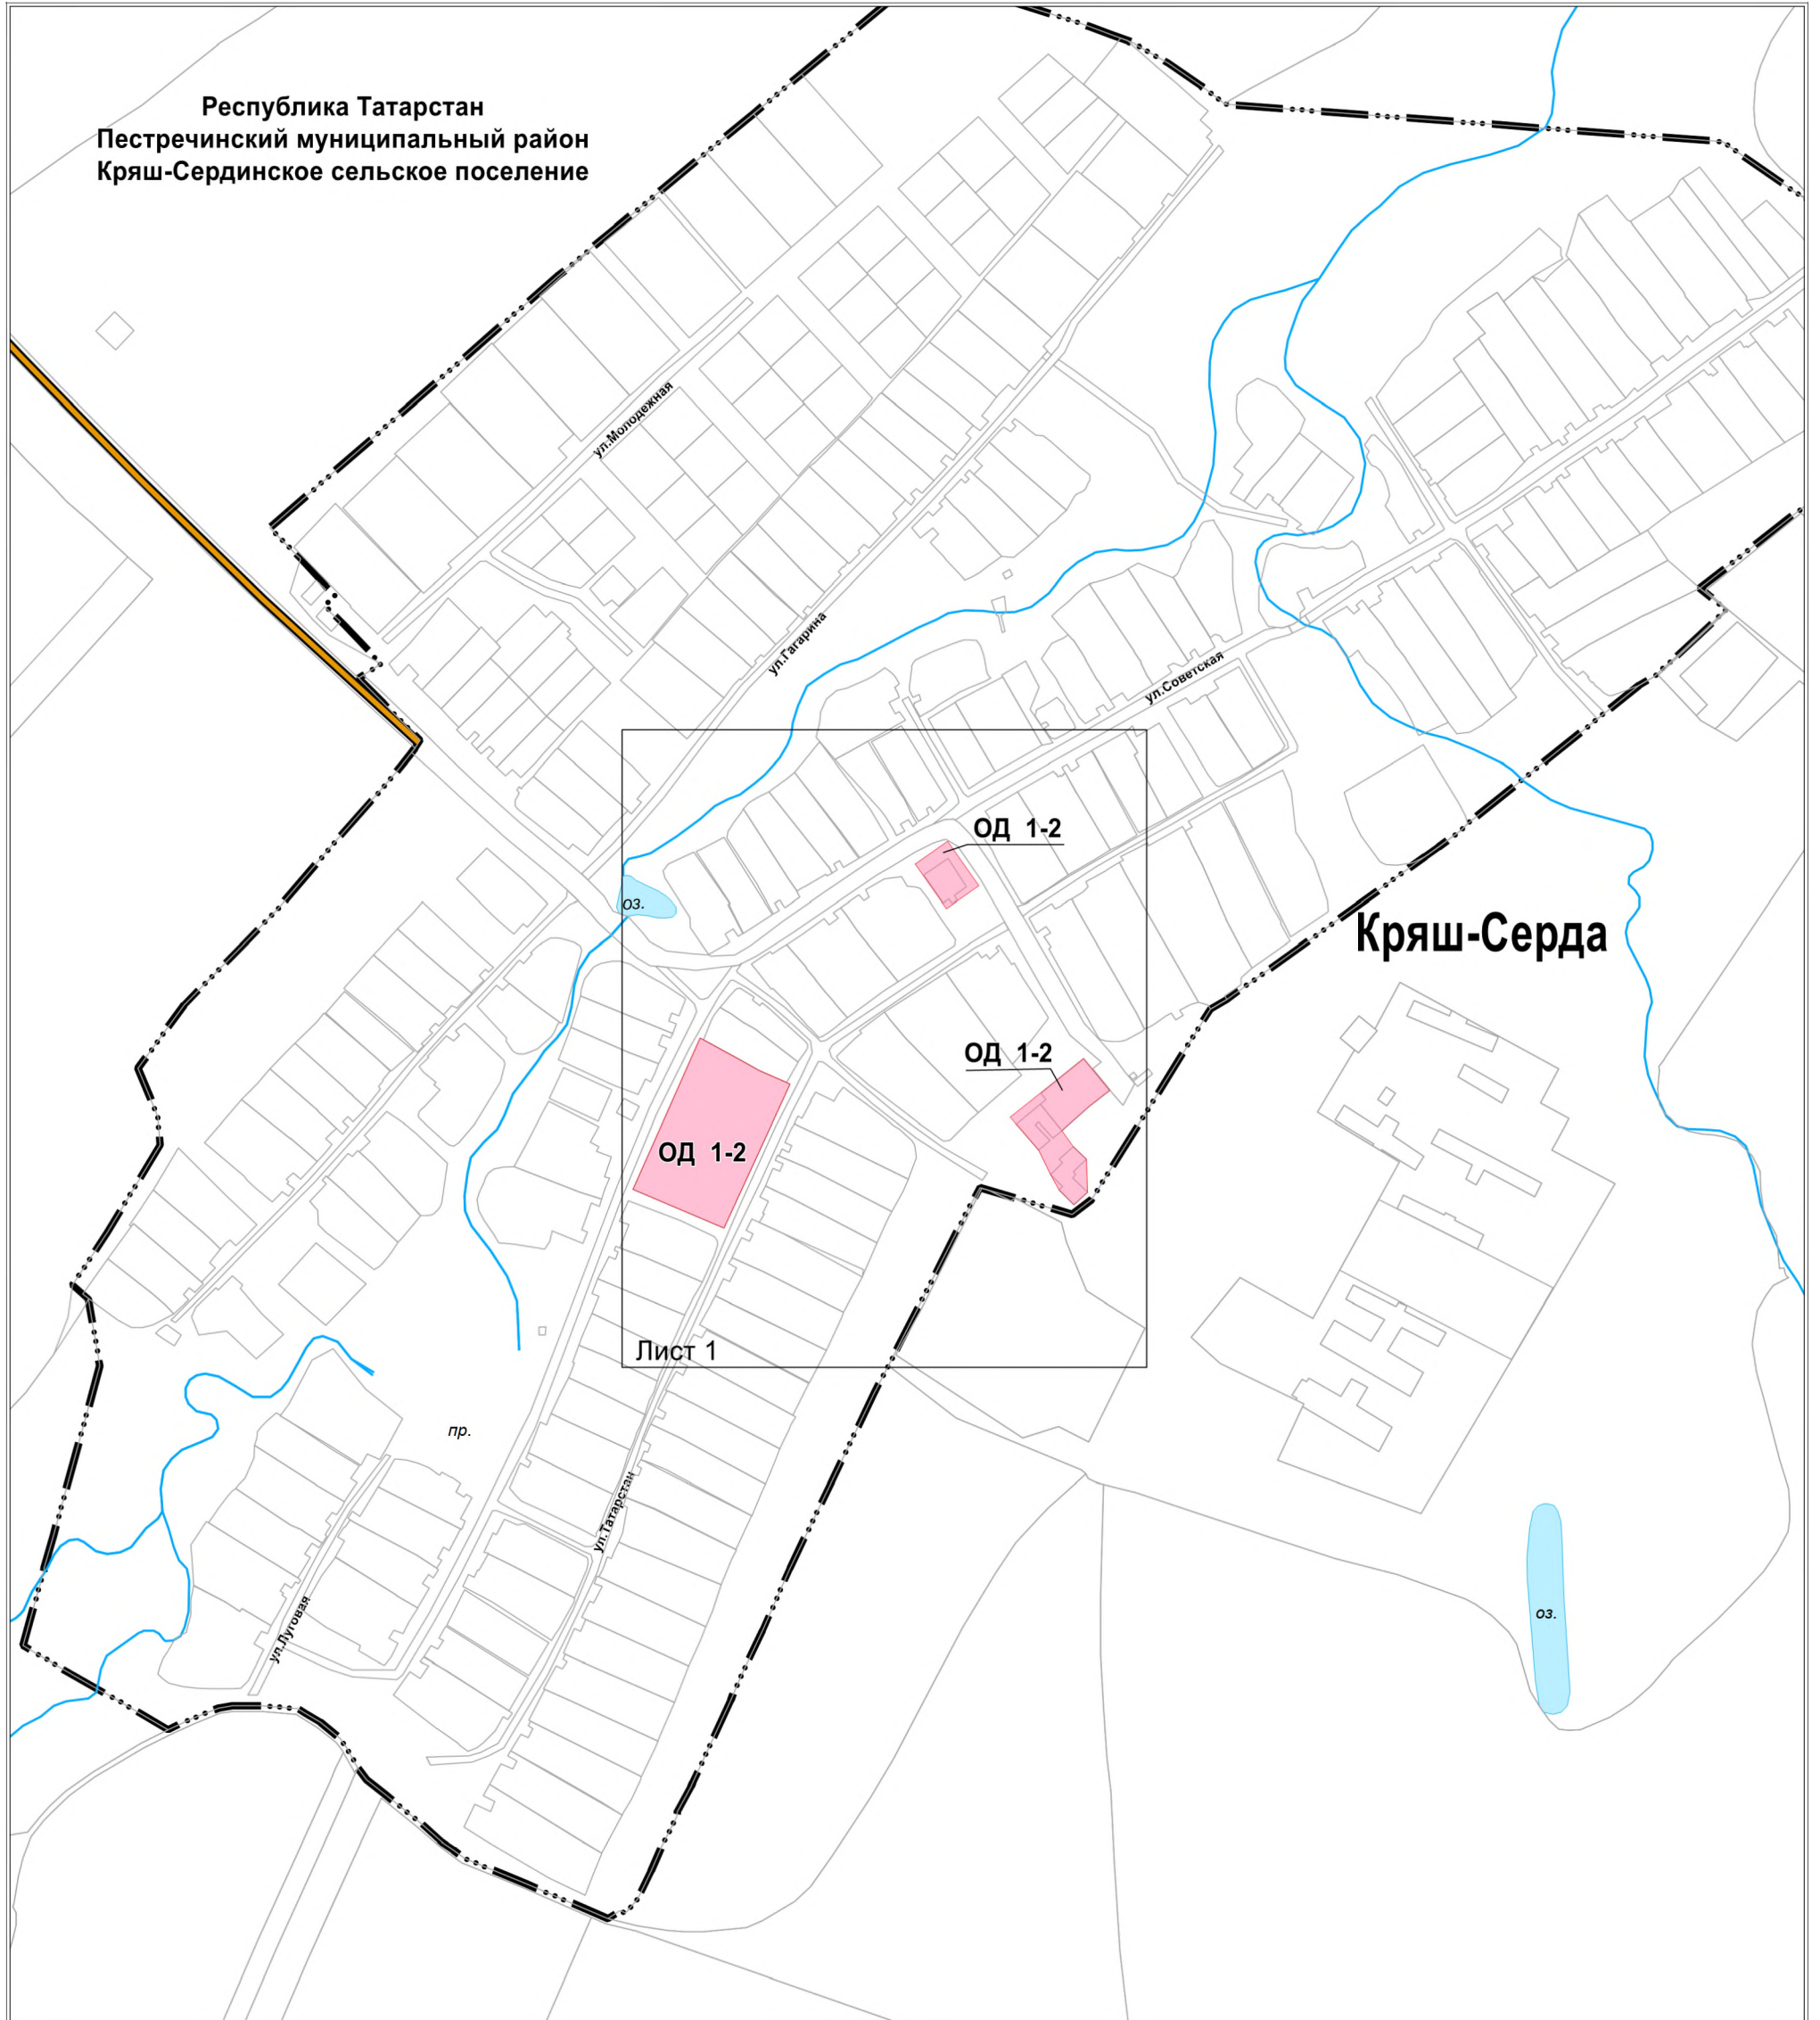 Республика Татарстан
Пестречинский муниципальный район
Кряш-Сердинское сельское поселение
ул.Молодежная
ул.Гагарина
ул.Советская
ОД 1-2
оз.
Кряш-Серда
ОД 1-2
ОД 1-2
Лист 1
пр.
ул.Татарстан
оз.
ул.Луговая